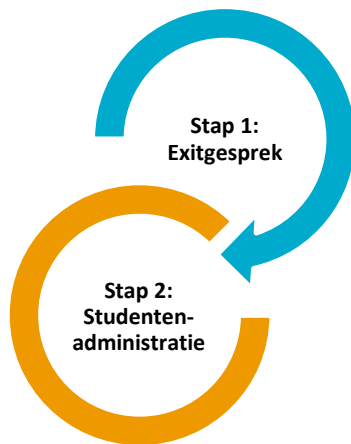 Stap 1:
Exitgesprek
Stap 2:
Studenten-
administratie